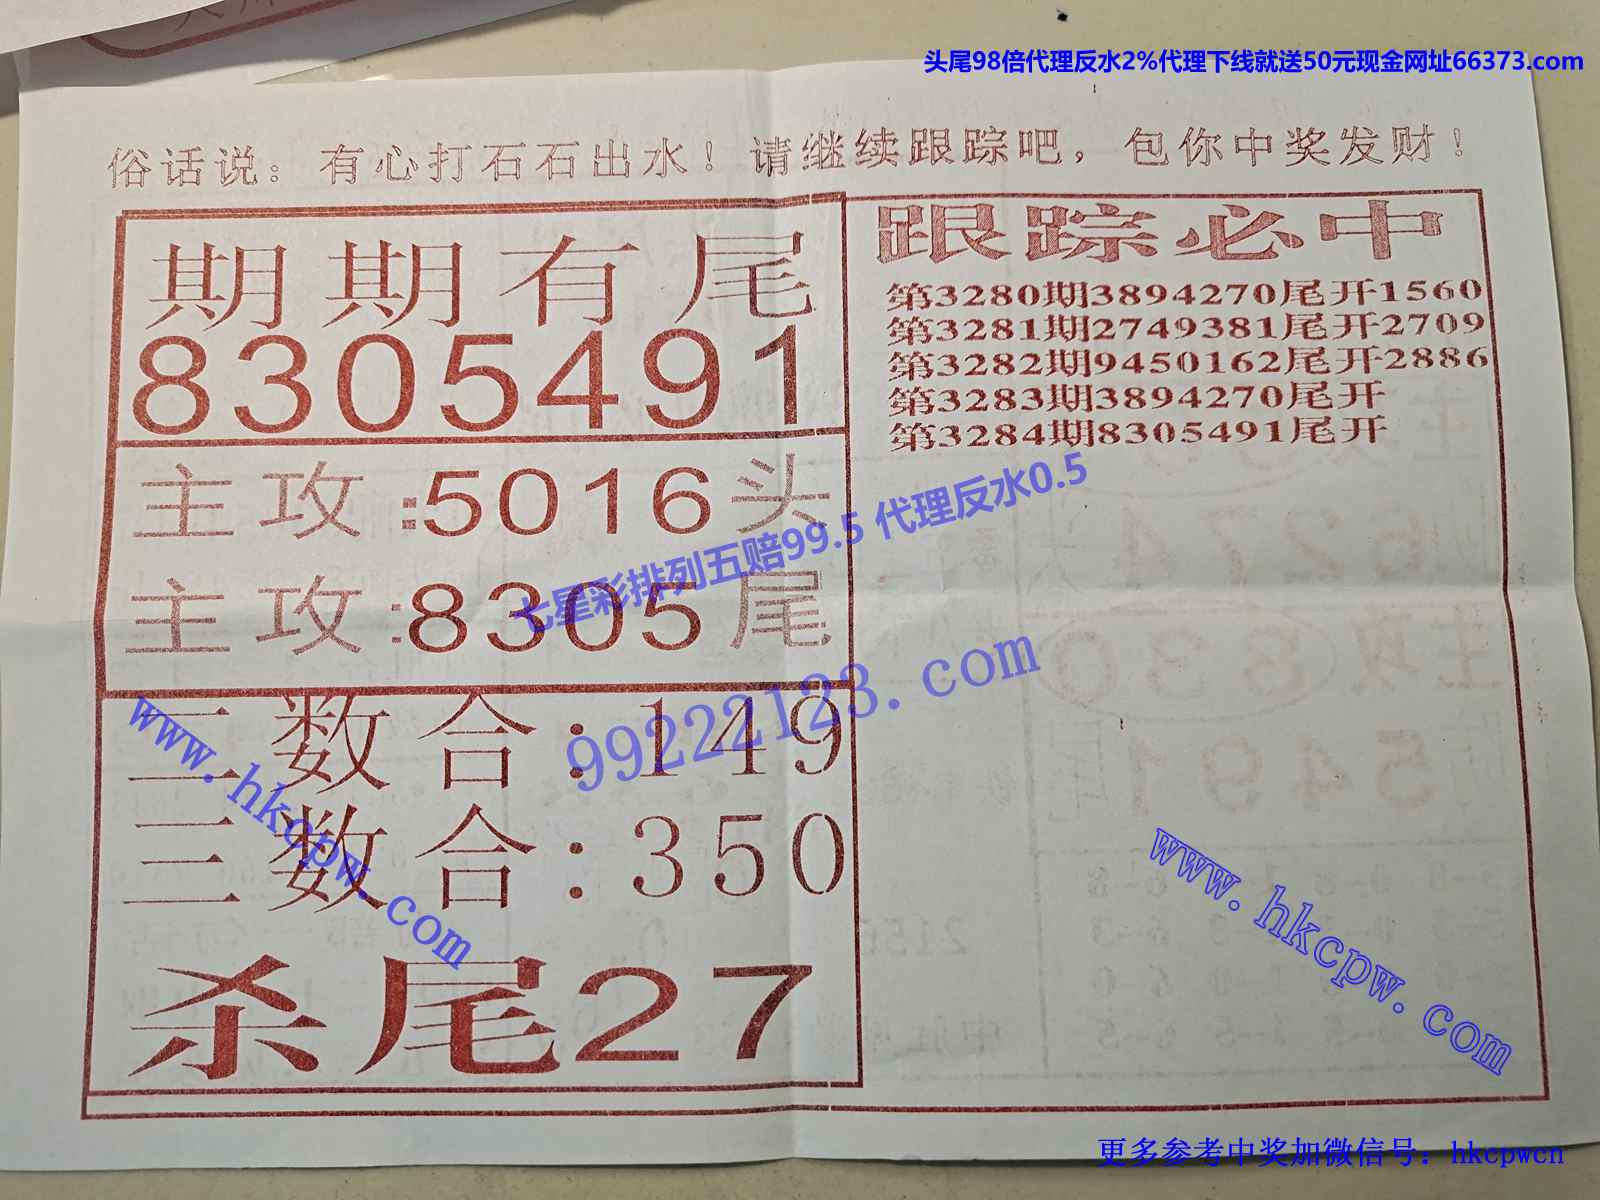 头尾98倍代理反水2%代理下线就送50元现金网址66373.com
俗话说：有心打石石出水！请继续跟踪吧，包你中奖发财！
期期有尾
8305491
主攻:5016头
主攻:8305尾
二数合:149
三数合:350
杀尾27
跟踪必中
第3280期3894270尾开1560
第3281期2749381尾开2709
第3282期9450162尾开2886
第3283期3894270尾开
第3284期8305491尾开
七星彩排列五赔99.5 代理反水0.5
99222123.com
www.hkcpw.com
www.hkcpw.com
更多参考中奖加微信号：hkcpwcn